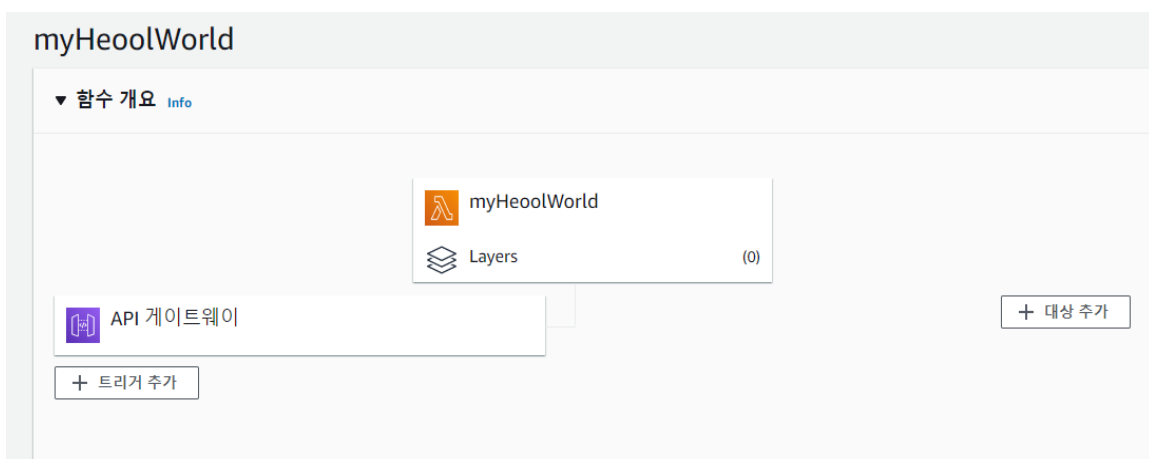 myHeoolWorld
▼ 함수 개요 Info
myHeoolWorld
Layers (0)
API 게이트웨이
+ 대상 추가
+ 트리거 추가